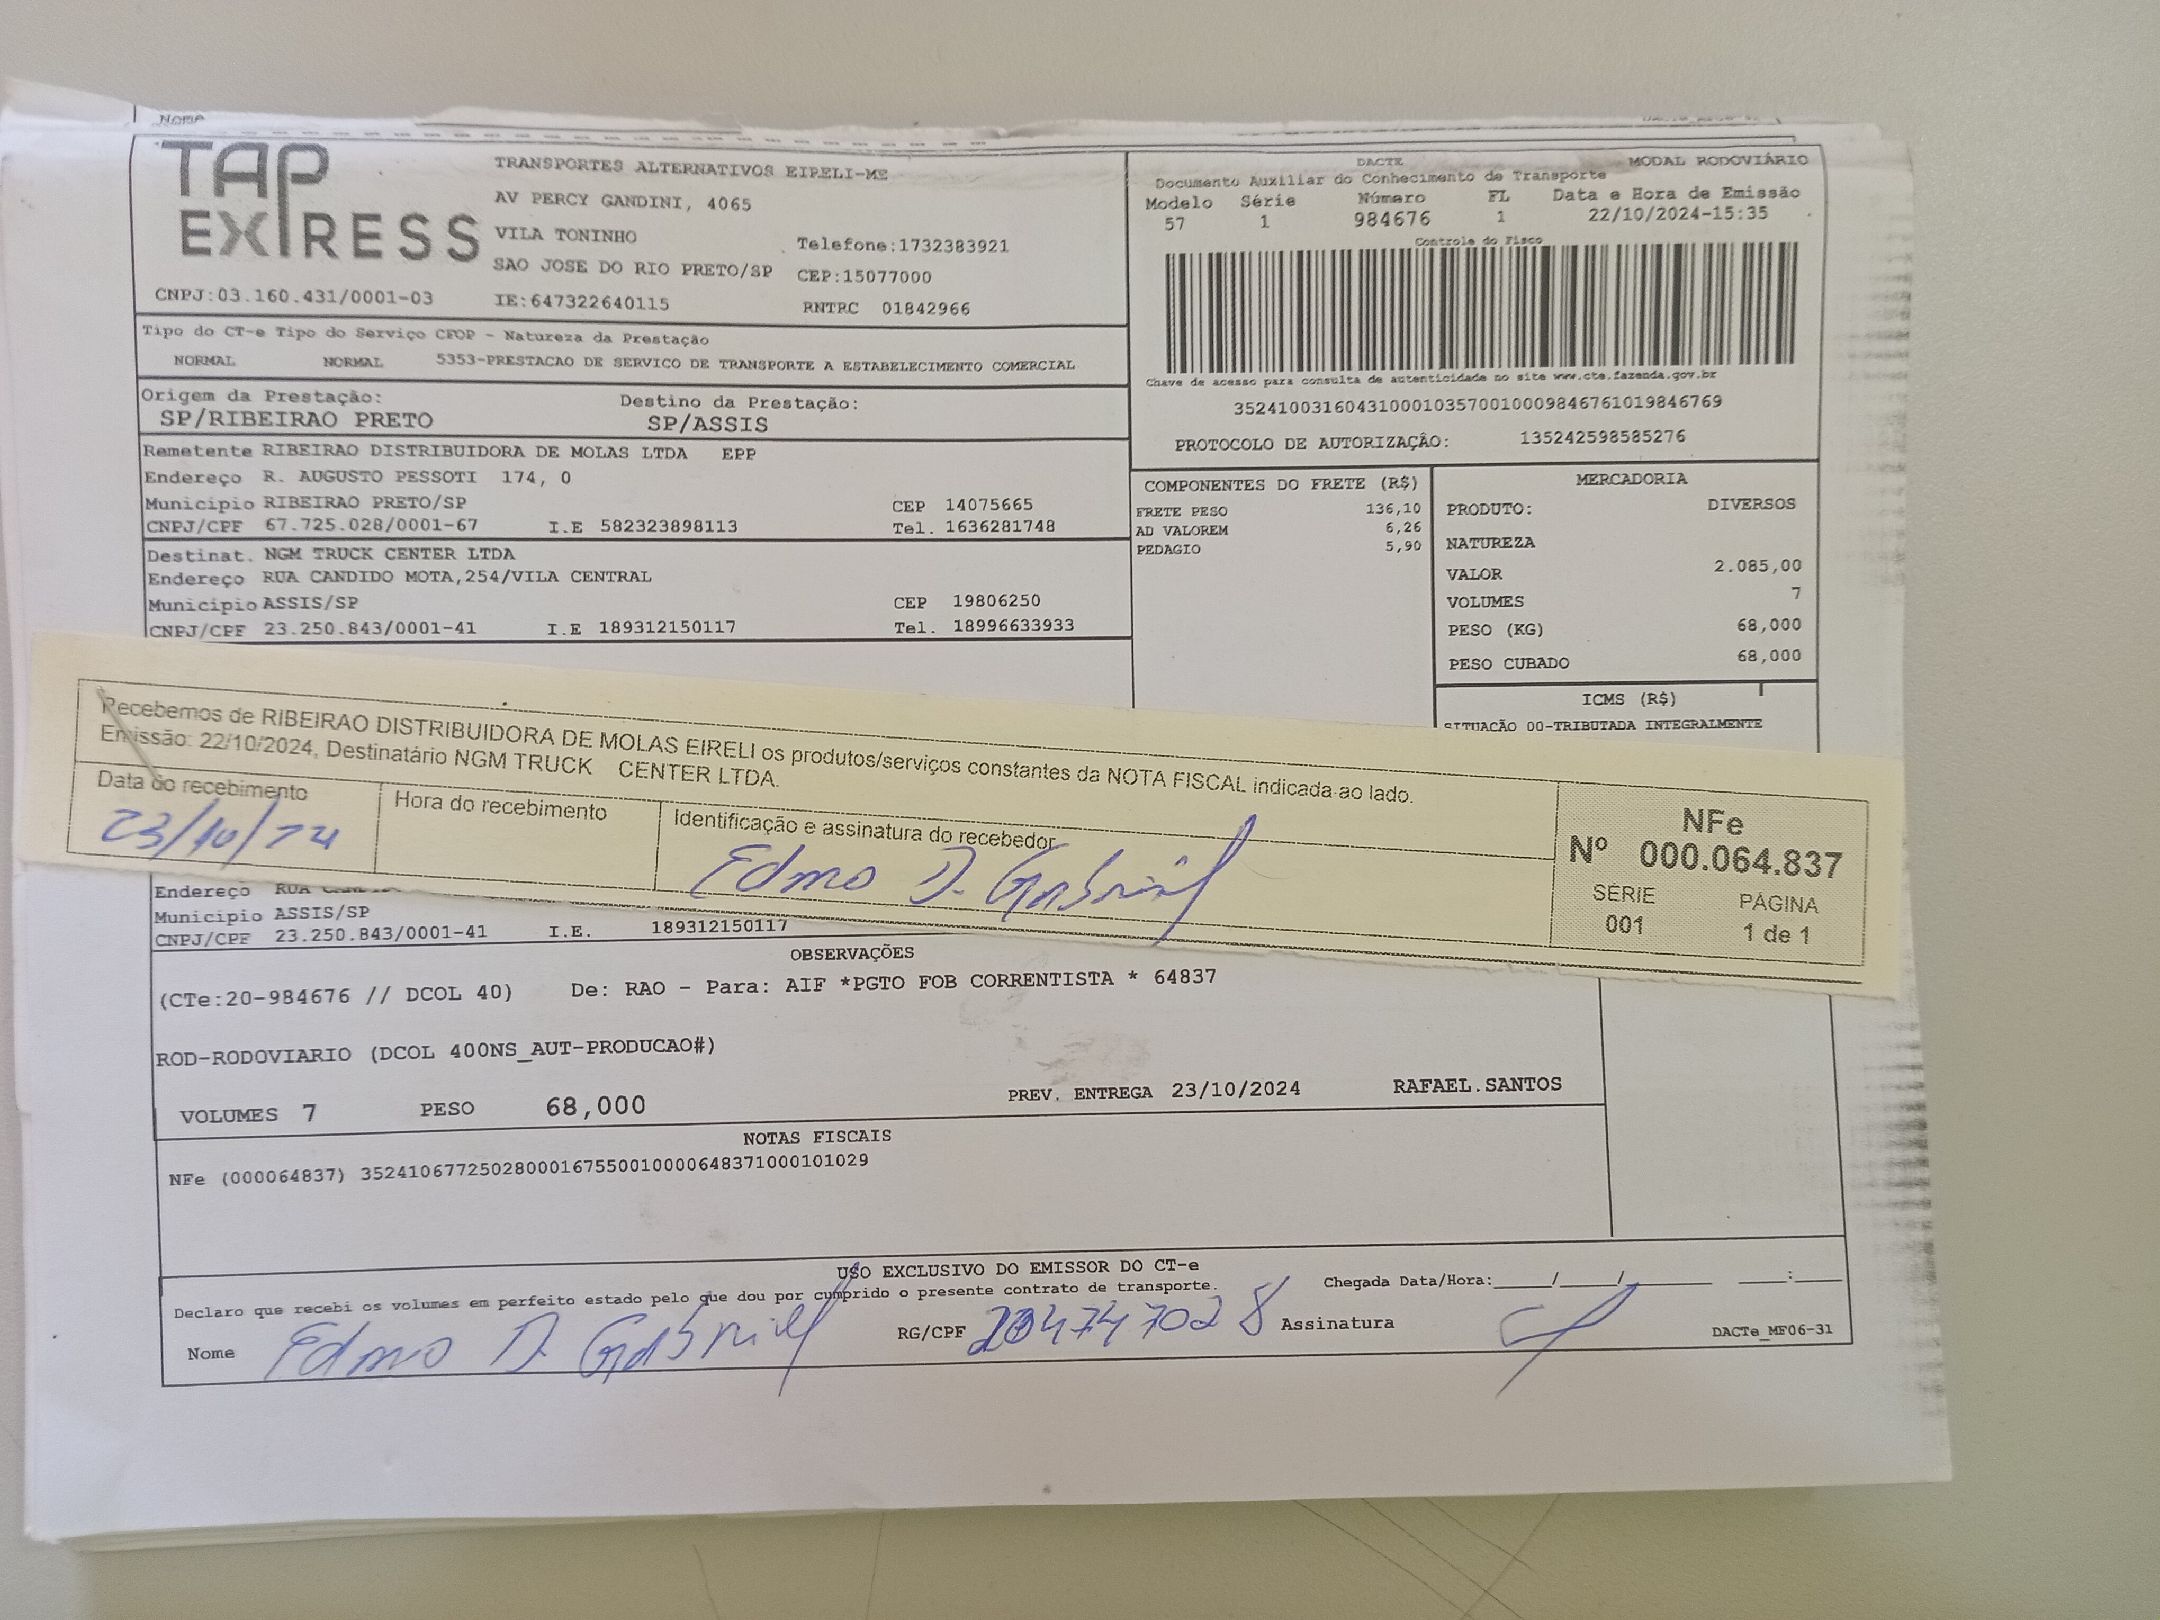 Nome
TAP
EXPRESS
TRANSPORTES ALTERNATIVOS EIRELI-ME
AV PERCY GANDINI, 4065
VILA TONINHO Telefone:1732383921
SAO JOSE DO RIO PRETO/SP CEP:15077000
CNPJ:03.160.431/0001-03 IE:647322640115 RNTRC 01842966
DACTE MODAL RODOVIÁRIO
Documento Auxiliar do Conhecimento de Transporte
Modelo Série Número FL Data e Hora de Emissão
57 1 984676 1 22/10/2024-15:35
Controle do Fisco
Chave de acesso para consulta de autenticidade no site www.cte.fazenda.gov.br
35241003160431000103570010009846761019846769
PROTOCOLO DE AUTORIZAÇÃO: 135242598585276
Tipo do CT-e Tipo do Serviço CFOP - Natureza da Prestação
NORMAL NORMAL 5353-PRESTACAO DE SERVICO DE TRANSPORTE A ESTABELECIMENTO COMERCIAL
Origem da Prestação: Destino da Prestação:
SP/RIBEIRAO PRETO SP/ASSIS
Remetente RIBEIRAO DISTRIBUIDORA DE MOLAS LTDA EPP
Endereço R. AUGUSTO PESSOTI 174, 0
Municipio RIBEIRAO PRETO/SP CEP 14075665
CNPJ/CPF 67.725.028/0001-67 I.E 582323898113 Tel. 1636281748
Destinat. NGM TRUCK CENTER LTDA
Endereço RUA CANDIDO MOTA,254/VILA CENTRAL
Municipio ASSIS/SP CEP 19806250
CNPJ/CPF 23.250.843/0001-41 I.E 189312150117 Tel. 18996633933
COMPONENTES DO FRETE (R$)
FRETE PESO 136,10
AD VALOREM 6,26
PEDAGIO 5,90
MERCADORIA
PRODUTO: DIVERSOS
NATUREZA
VALOR 2.085,00
VOLUMES 7
PESO (KG) 68,000
PESO CUBADO 68,000
ICMS (R$)
SITUAÇÃO 00-TRIBUTADA INTEGRALMENTE
Recebemos de RIBEIRAO DISTRIBUIDORA DE MOLAS EIRELI os produtos/serviços constantes da NOTA FISCAL indicada ao lado.
Emissão: 22/10/2024, Destinatário NGM TRUCK CENTER LTDA.
Data do recebimento Hora do recebimento Identificação e assinatura do recebedor
23/10/24 Edmo D. Gabriel
NFe
Nº 000.064.837
SÉRIE PÁGINA
001 1 de 1
Endereço RUA
Municipio ASSIS/SP
CNPJ/CPF 23.250.843/0001-41 I.E. 189312150117
OBSERVAÇÕES
(CTe:20-984676 // DCOL 40) De: RAO - Para: AIF *PGTO FOB CORRENTISTA * 64837
ROD-RODOVIARIO (DCOL 400NS_AUT-PRODUCAO#)
VOLUMES 7 PESO 68,000 PREV. ENTREGA 23/10/2024 RAFAEL.SANTOS
NOTAS FISCAIS
NFe (000064837) 35241067725028000167550010000648371000101029
USO EXCLUSIVO DO EMISSOR DO CT-e
Declaro que recebi os volumes em perfeito estado pelo que dou por cumprido o presente contrato de transporte. Chegada Data/Hora:____/____/______ ___:___
Nome Edmo D. Gabriel RG/CPF 204747028 Assinatura
DACTe_MF06-31